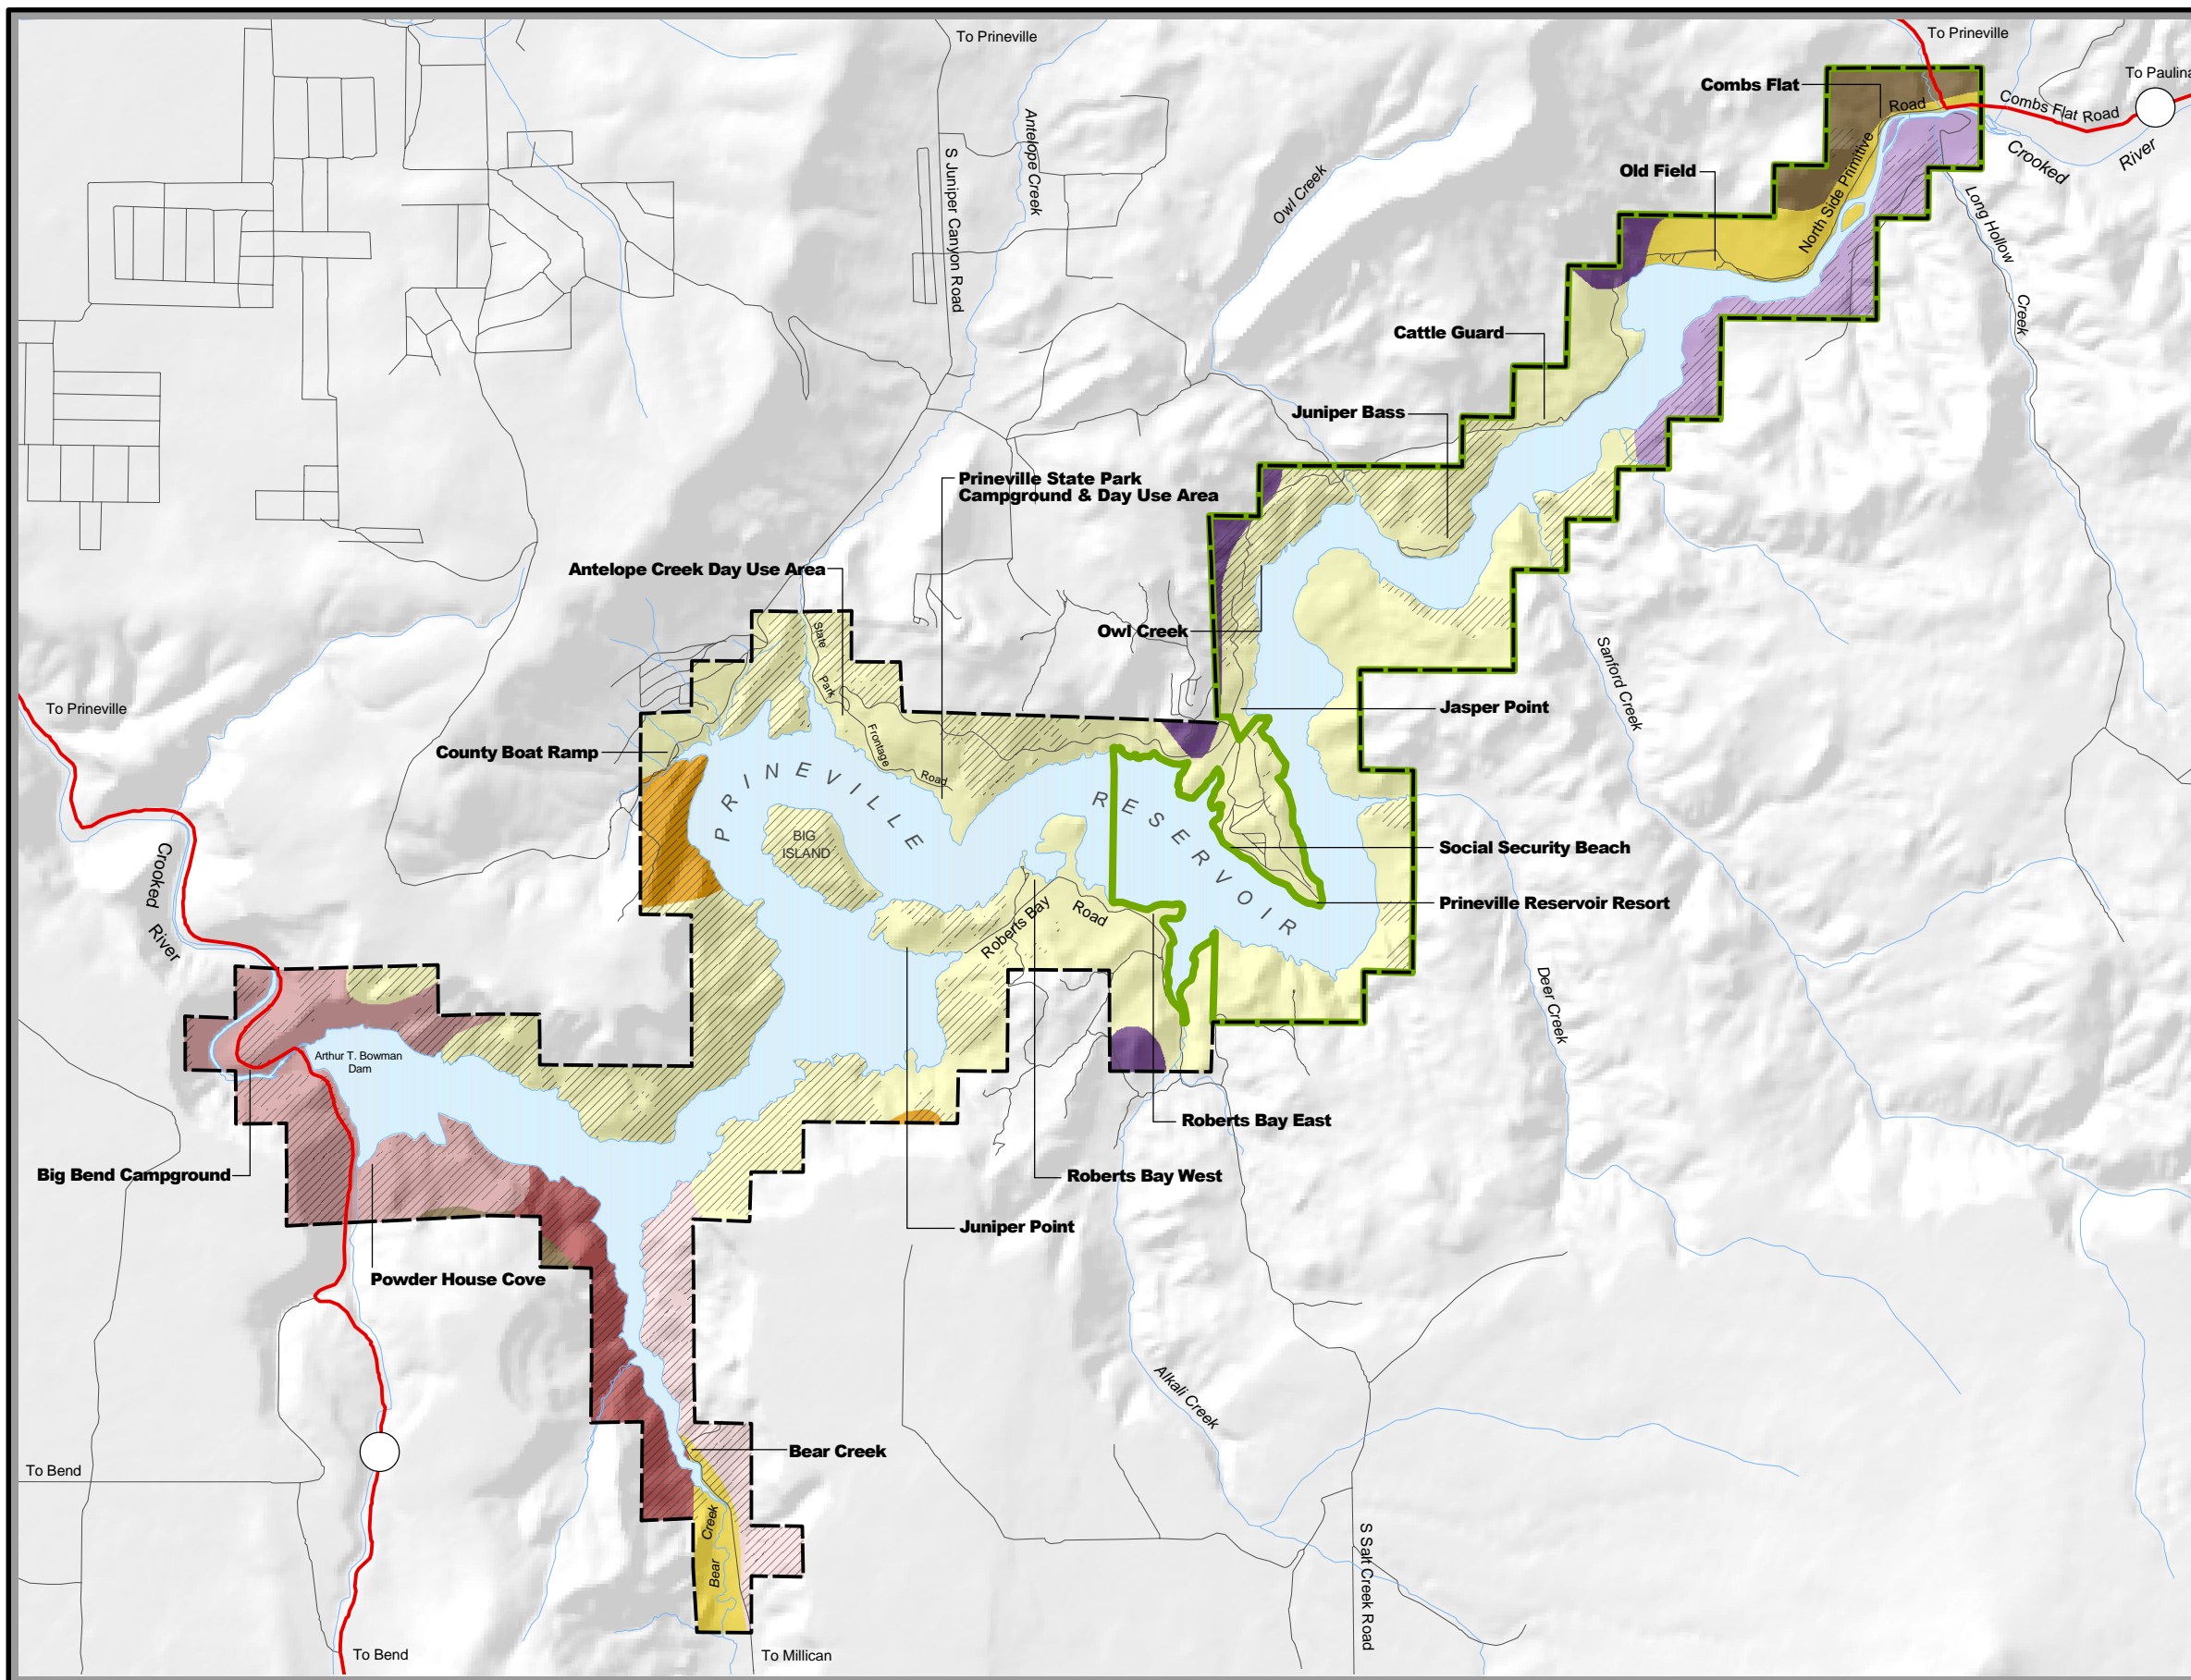 To Prineville
To Prineville
To Paulina
Combs Flat
Road
Combs Flat Road
Crooked
River
Antelope Creek
S Juniper Canyon Road
Owl Creek
Old Field
North Side Primitive
Long Hollow
Creek
Cattle Guard
Juniper Bass
Prineville State Park
Campground & Day Use Area
Antelope Creek Day Use Area
State
Park
Frontage
Road
Owl Creek
Sanford Creek
Jasper Point
To Prineville
County Boat Ramp
PRINEVILLE
RESERVOIR
BIG
ISLAND
Social Security Beach
Prineville Reservoir Resort
Crooked
River
Roberts Bay
Road
Deer Creek
Arthur T. Bowman
Dam
Roberts Bay East
Big Bend Campground
Roberts Bay West
Juniper Point
Powder House Cove
Alkali Creek
Bear Creek
To Bend
Bear
Creek
S Salt Creek Road
To Bend
To Millican